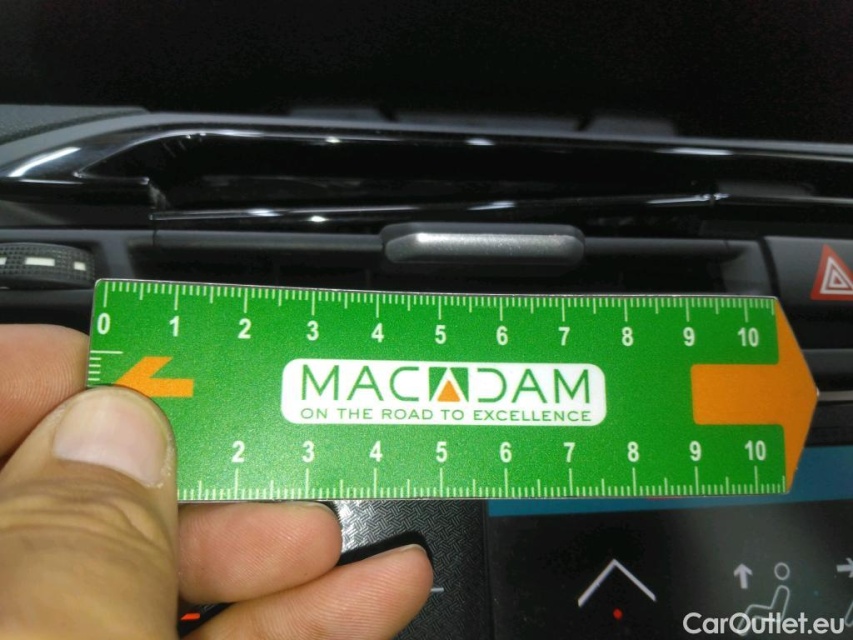 0 1 2 3 4 5 6 7 8 9 10
MACADAM
ON THE ROAD TO EXCELLENCE
2 3 4 5 6 7 8 9 10
CarOutlet.eu